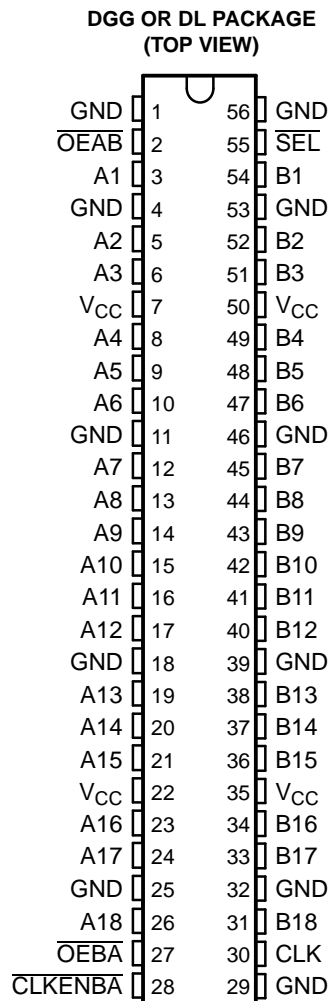 DGG OR DL PACKAGE
(TOP VIEW)
GND 1 56 GND
O̅E̅A̅B̅ 2 55 S̅E̅L̅
A1 3 54 B1
GND 4 53 GND
A2 5 52 B2
A3 6 51 B3
VCC 7 50 VCC
A4 8 49 B4
A5 9 48 B5
A6 10 47 B6
GND 11 46 GND
A7 12 45 B7
A8 13 44 B8
A9 14 43 B9
A10 15 42 B10
A11 16 41 B11
A12 17 40 B12
GND 18 39 GND
A13 19 38 B13
A14 20 37 B14
A15 21 36 B15
VCC 22 35 VCC
A16 23 34 B16
A17 24 33 B17
GND 25 32 GND
A18 26 31 B18
O̅E̅B̅A̅ 27 30 CLK
C̅L̅K̅E̅N̅B̅A̅ 28 29 GND